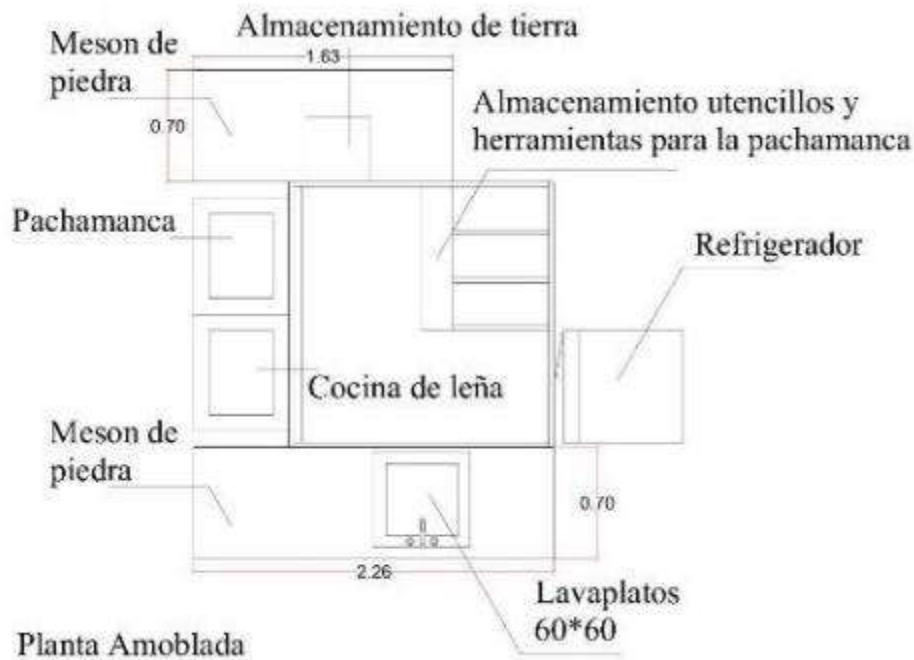 Meson de
piedra
Almacenamiento de tierra
1.63
0.70
Almacenamiento utencillos y
herramientas para la pachamanca
Pachamanca
Refrigerador
Cocina de leña
Meson de
piedra
0.70
2.26
Lavaplatos
60*60
Planta Amoblada